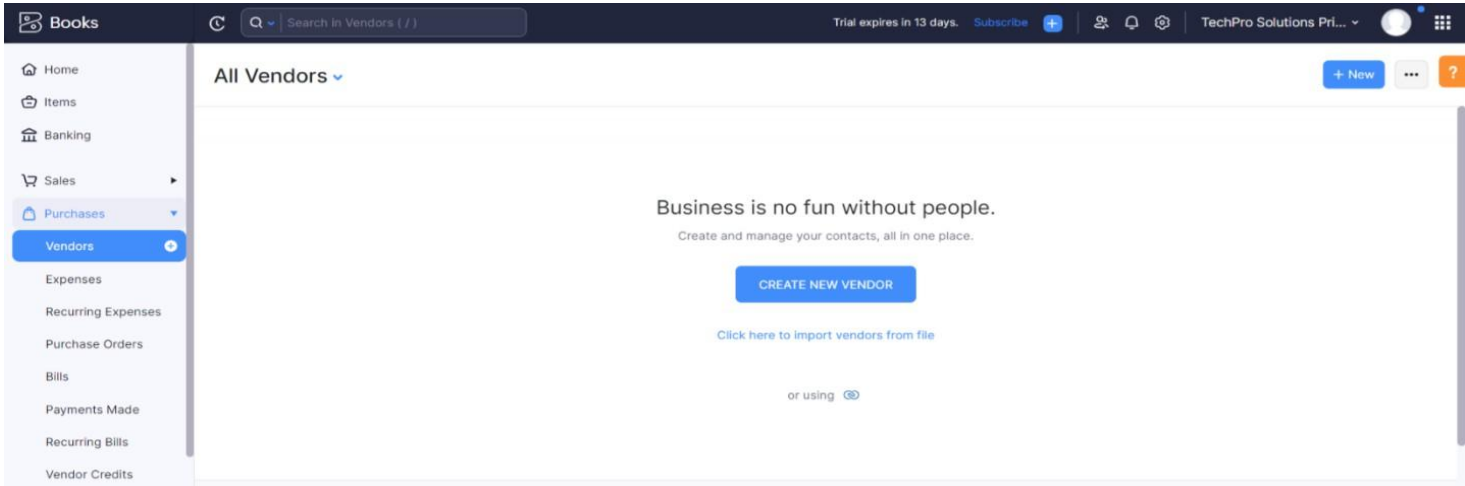 Books
Search in Vendors ( / )
Trial expires in 13 days. Subscribe
TechPro Solutions Pri...
Home
Items
Banking
Sales
Purchases
Vendors
Expenses
Recurring Expenses
Purchase Orders
Bills
Payments Made
Recurring Bills
Vendor Credits
All Vendors
+ New
...
?
Business is no fun without people.
Create and manage your contacts, all in one place.
CREATE NEW VENDOR
Click here to import vendors from file
or using